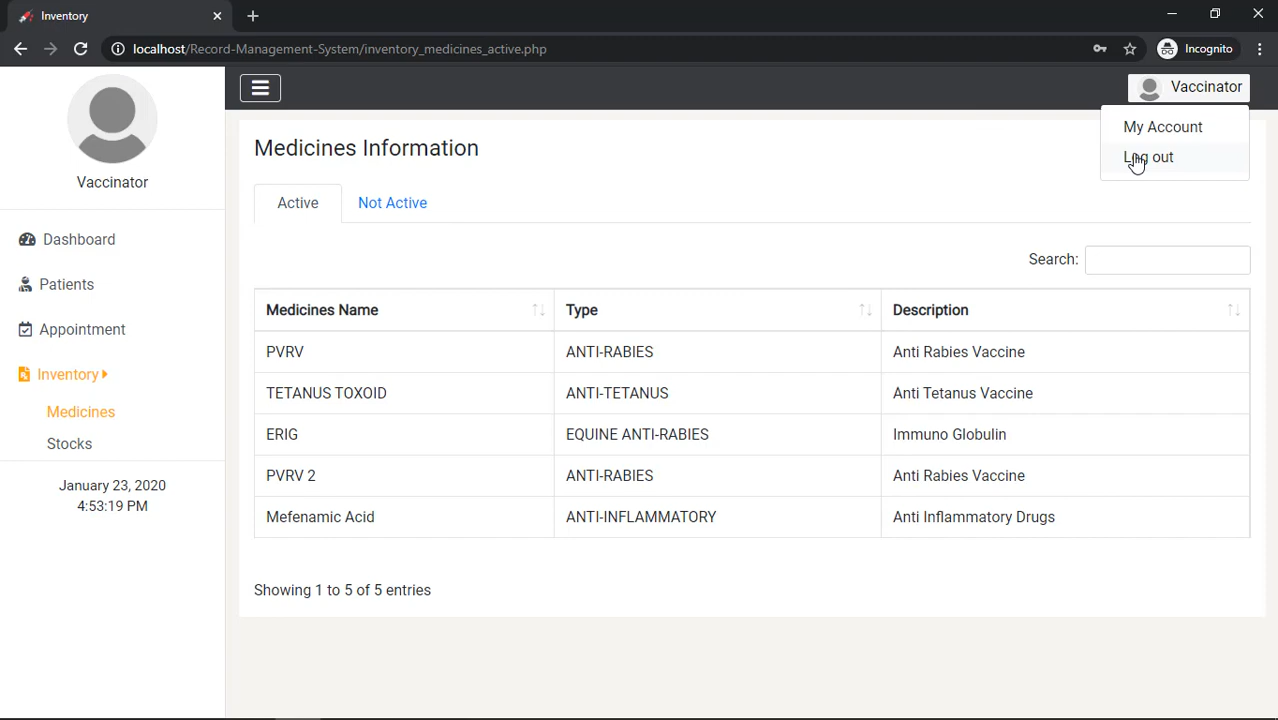 Inventory
localhost/Record-Management-System/inventory_medicines_active.php
Incognito
Vaccinator
My Account
Log out
Vaccinator
Dashboard
Patients
Appointment
Inventory
Medicines
Stocks
January 23, 2020
4:53:19 PM
Medicines Information
Active Not Active
Search:
Medicines Name Type Description
PVRV ANTI-RABIES Anti Rabies Vaccine
TETANUS TOXOID ANTI-TETANUS Anti Tetanus Vaccine
ERIG EQUINE ANTI-RABIES Immuno Globulin
PVRV 2 ANTI-RABIES Anti Rabies Vaccine
Mefenamic Acid ANTI-INFLAMMATORY Anti Inflammatory Drugs
Showing 1 to 5 of 5 entries